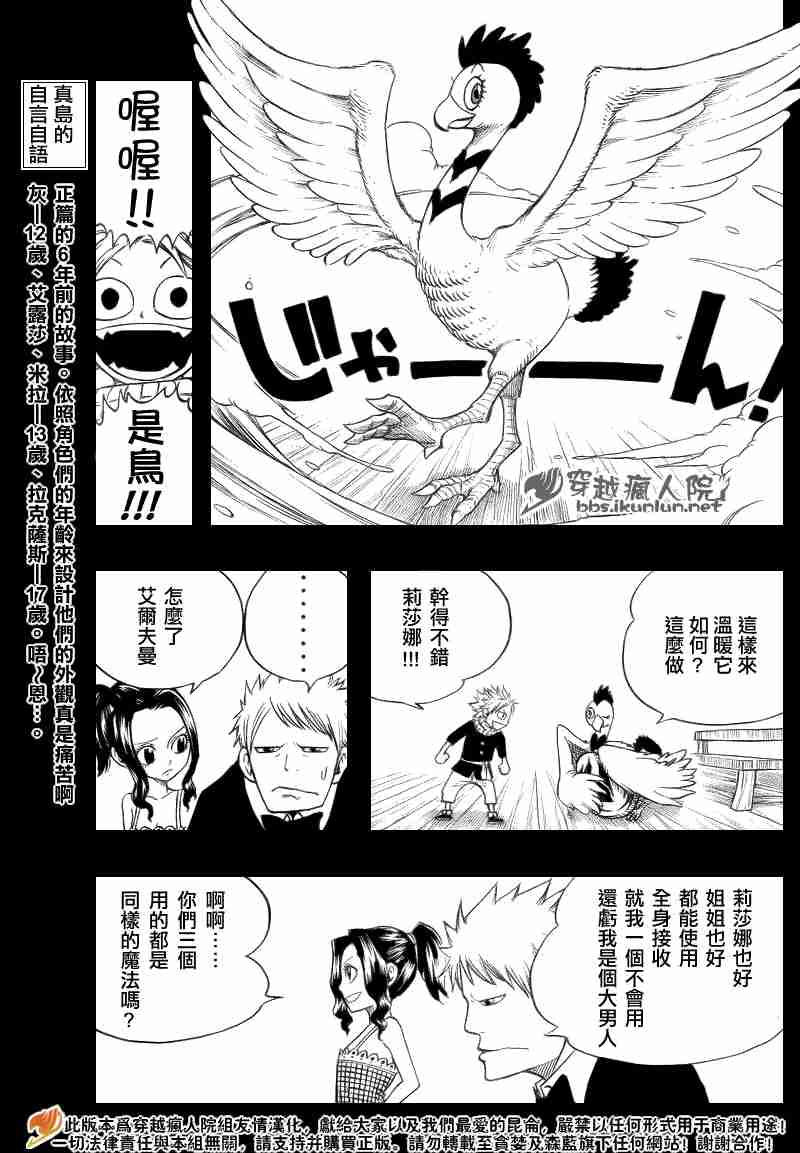 じゃーーん!
喔喔!!
是鳥!!!
真島的
自言自語
正篇的6年前的故事。依照角色們的年齡來設計他們的外觀真是痛苦啊
灰—12歲、艾露莎、米拉—13歲、拉克薩斯—17歲。唔~恩…。
穿越瘋人院
bbs.ikunlun.net
這樣來
溫暖它
如何?
這麼做
幹得不錯
莉莎娜!!!
………
怎麼了
艾爾夫曼
莉莎娜也好
姐姐也好
都能使用
全身接收
就我一個不會用
還虧我是個大男人
啊啊……
你們三個
用的都是
同樣的魔法嗎?
此版本爲穿越瘋人院組友情漢化,獻給大家以及我們最愛的昆侖,嚴禁以任何形式用于商業用途!
一切法律責任與本組無關,請支持并購買正版。請勿轉載至貪婪及森藍旗下任何網站!謝謝合作!